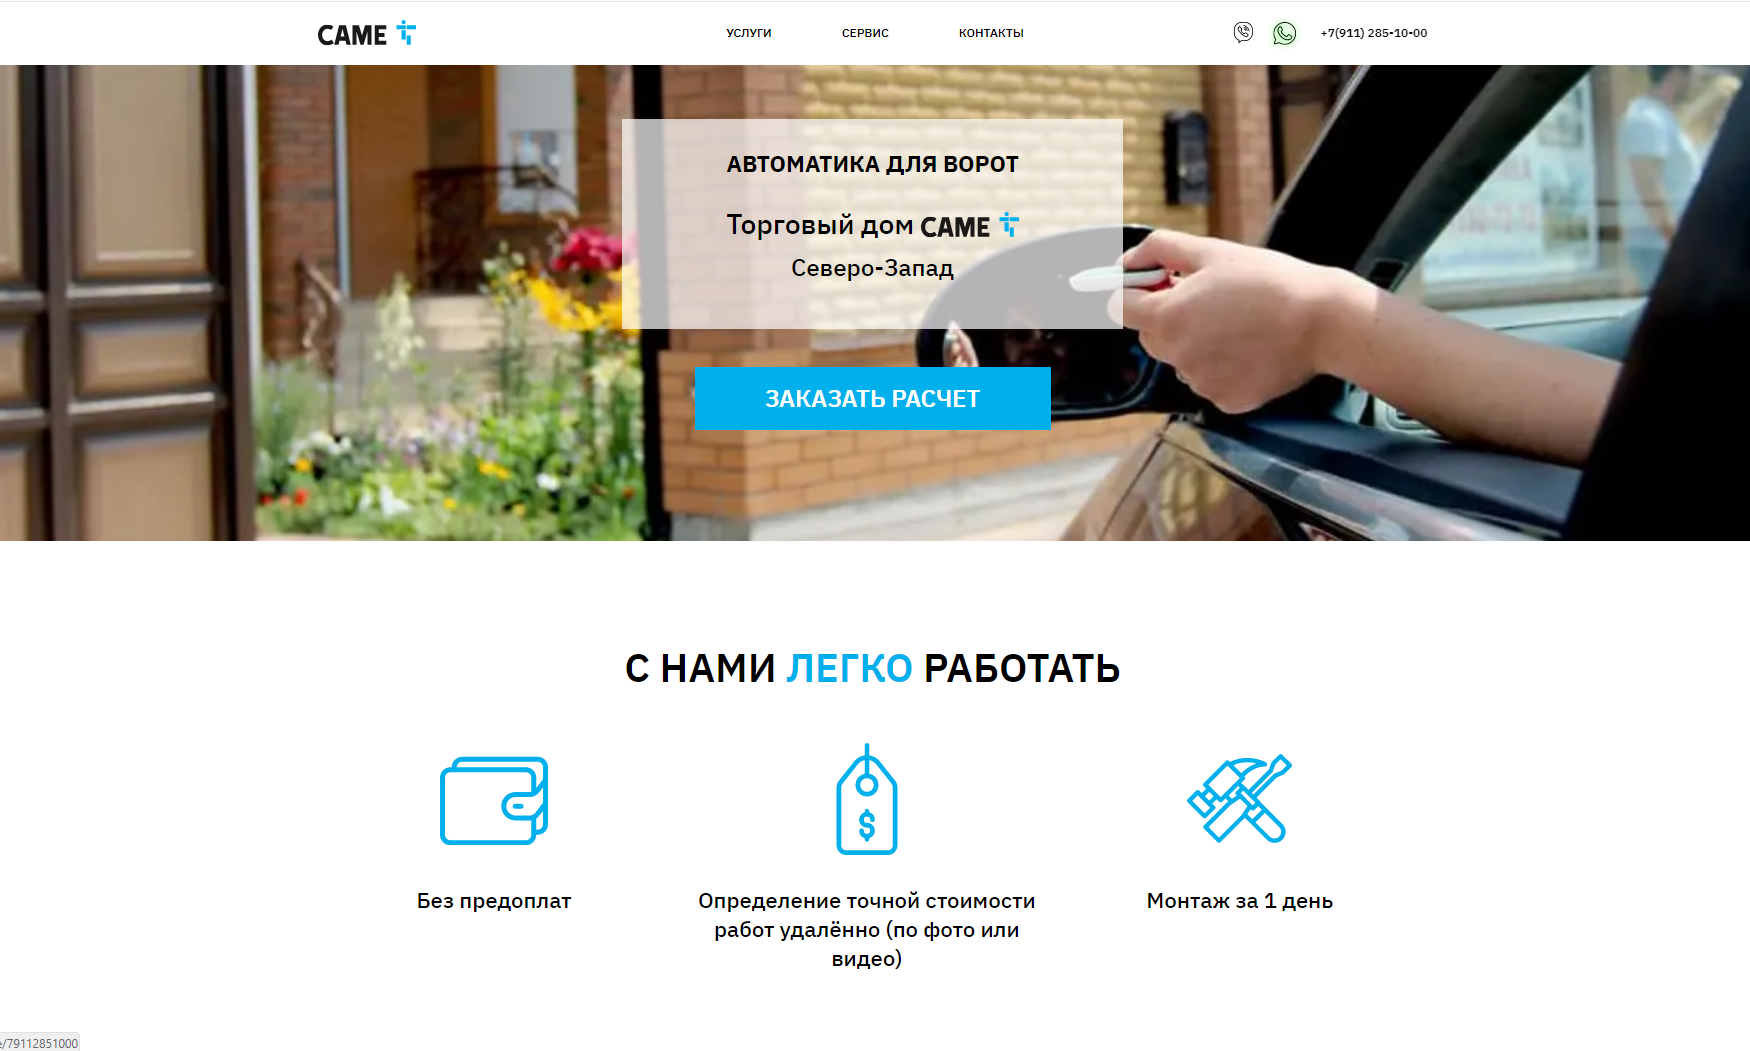 CAME
УСЛУГИ
СЕРВИС
КОНТАКТЫ
+7(911) 285-10-00
АВТОМАТИКА ДЛЯ ВОРОТ
Торговый дом CAME
Северо-Запад
ЗАКАЗАТЬ РАСЧЕТ
С НАМИ ЛЕГКО РАБОТАТЬ
$
Без предоплат
Определение точной стоимости
работ удалённо (по фото или
видео)
Монтаж за 1 день
/79112851000